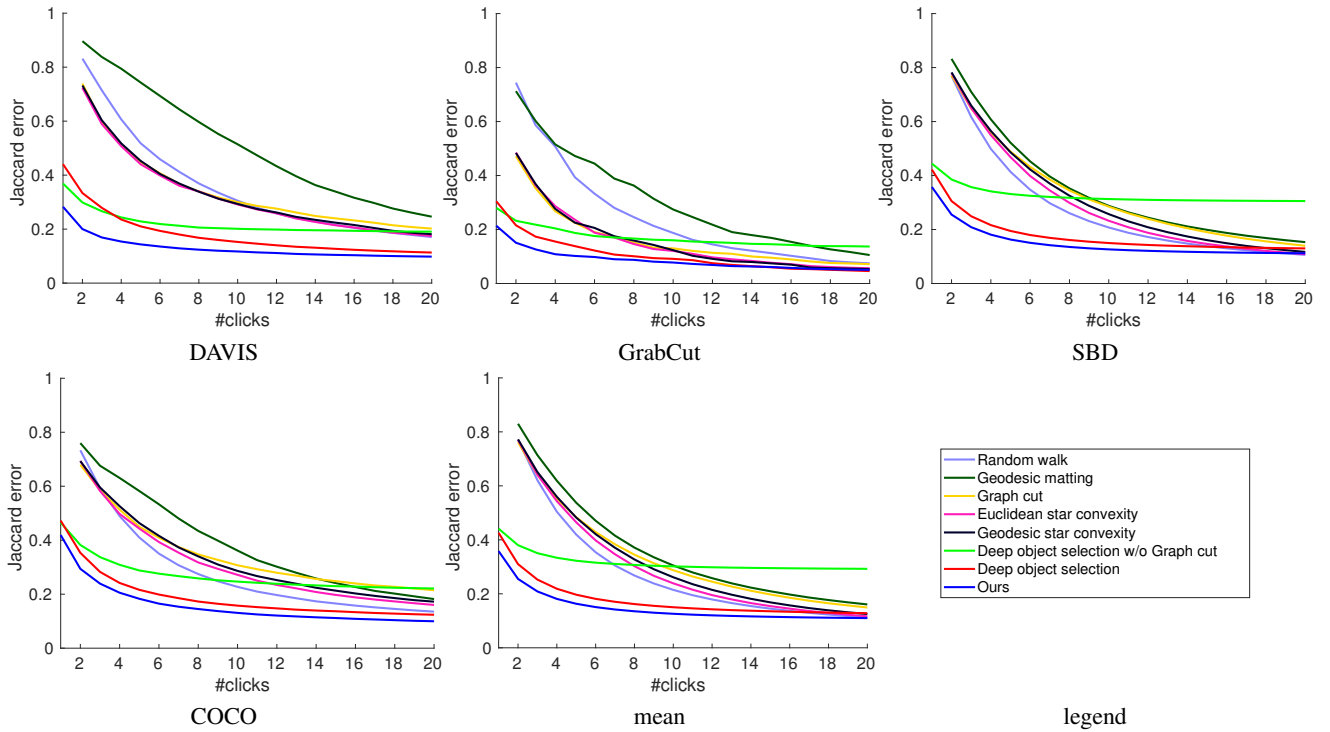 Jaccard error
1
0.8
0.6
0.4
0.2
0
2 4 6 8 10 12 14 16 18 20
#clicks
DAVIS
Jaccard error
1
0.8
0.6
0.4
0.2
0
2 4 6 8 10 12 14 16 18 20
#clicks
GrabCut
Jaccard error
1
0.8
0.6
0.4
0.2
0
2 4 6 8 10 12 14 16 18 20
#clicks
SBD
Jaccard error
1
0.8
0.6
0.4
0.2
0
2 4 6 8 10 12 14 16 18 20
#clicks
COCO
Jaccard error
1
0.8
0.6
0.4
0.2
0
2 4 6 8 10 12 14 16 18 20
#clicks
mean
Random walk
Geodesic matting
Graph cut
Euclidean star convexity
Geodesic star convexity
Deep object selection w/o Graph cut
Deep object selection
Ours
legend